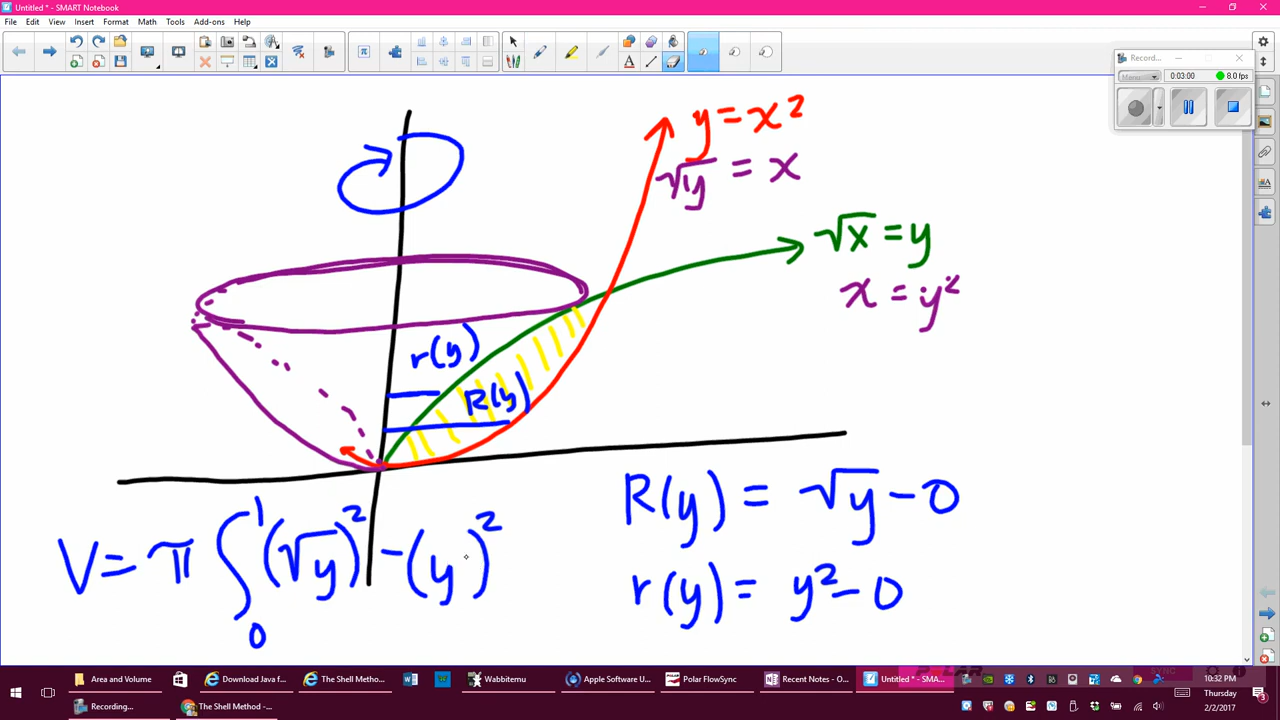 Untitled * - SMART Notebook
File Edit View Insert Format Tools Add-ons Help
Record...
Menu
0:03:00 8.0 fps
y = x²
√y = x
√x = y
x = y²
r(y)
R(y)
R(y) = √y - 0
V = π ∫₀¹ (√y)² - (y)²
r(y) = y² - 0
Area and Volume Download Java f... The Shell Metho... Wabbitemu Apple Software U... Polar FlowSync Recent Notes - O... Untitled * - SMA...
10:32 PM
Thursday
Recording... The Shell Method -...
2/2/2017